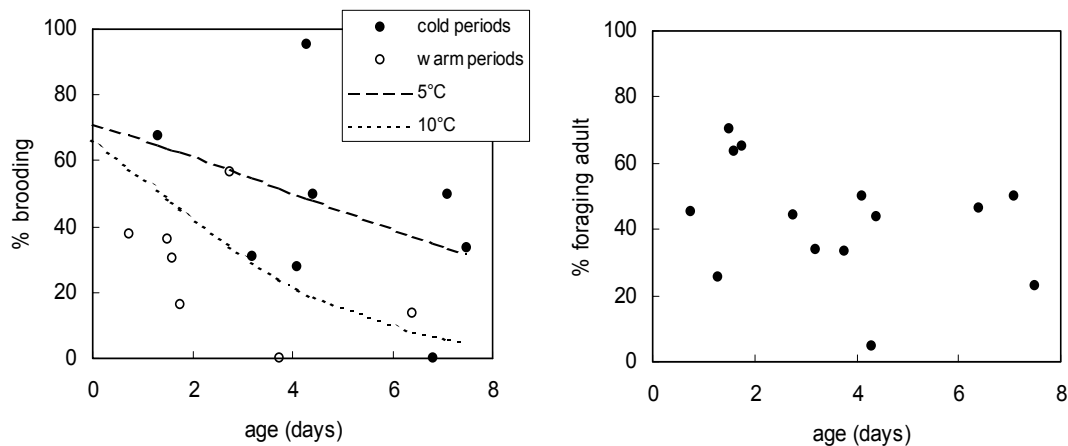 100
80
60
40
20
0
% brooding
0 2 4 6 8
age (days)
cold periods
warm periods
5°C
10°C
100
80
60
40
20
0
% foraging adult
0 2 4 6 8
age (days)